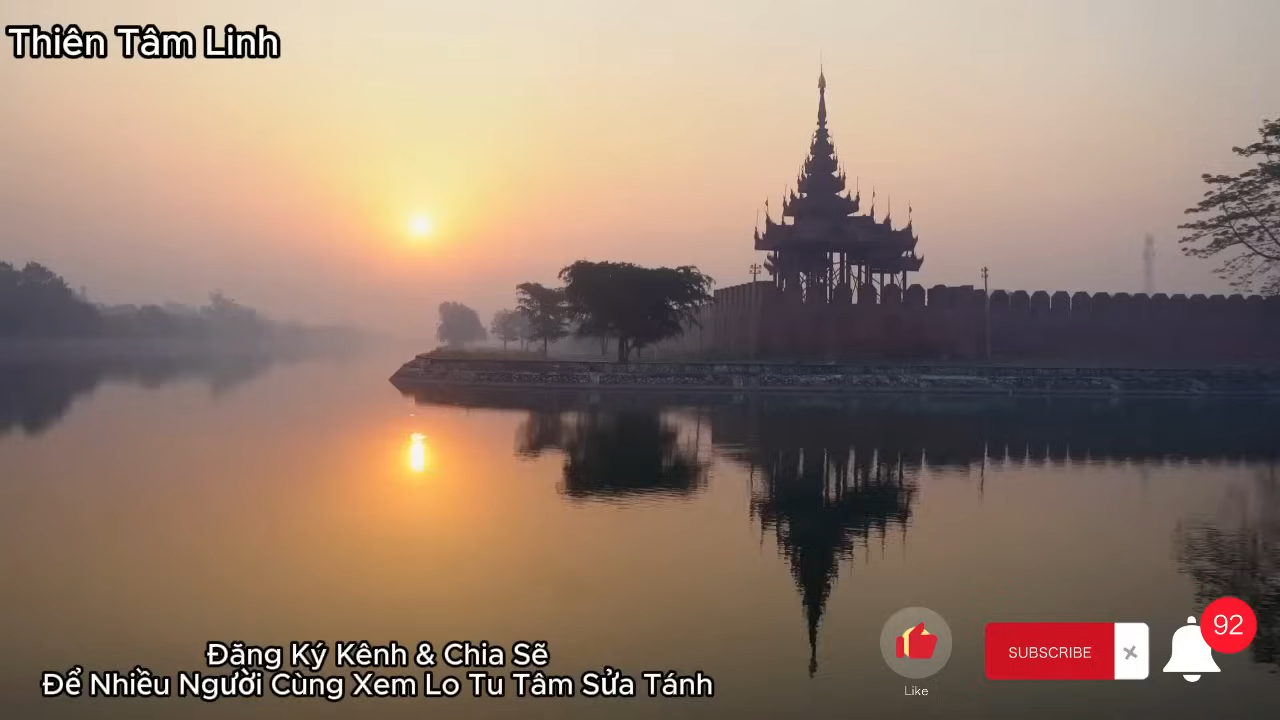 Thiên Tâm Linh
Đăng Ký Kênh & Chia Sẽ
Để Nhiều Người Cùng Xem Lo Tu Tâm Sửa Tánh
Like
SUBSCRIBE
92